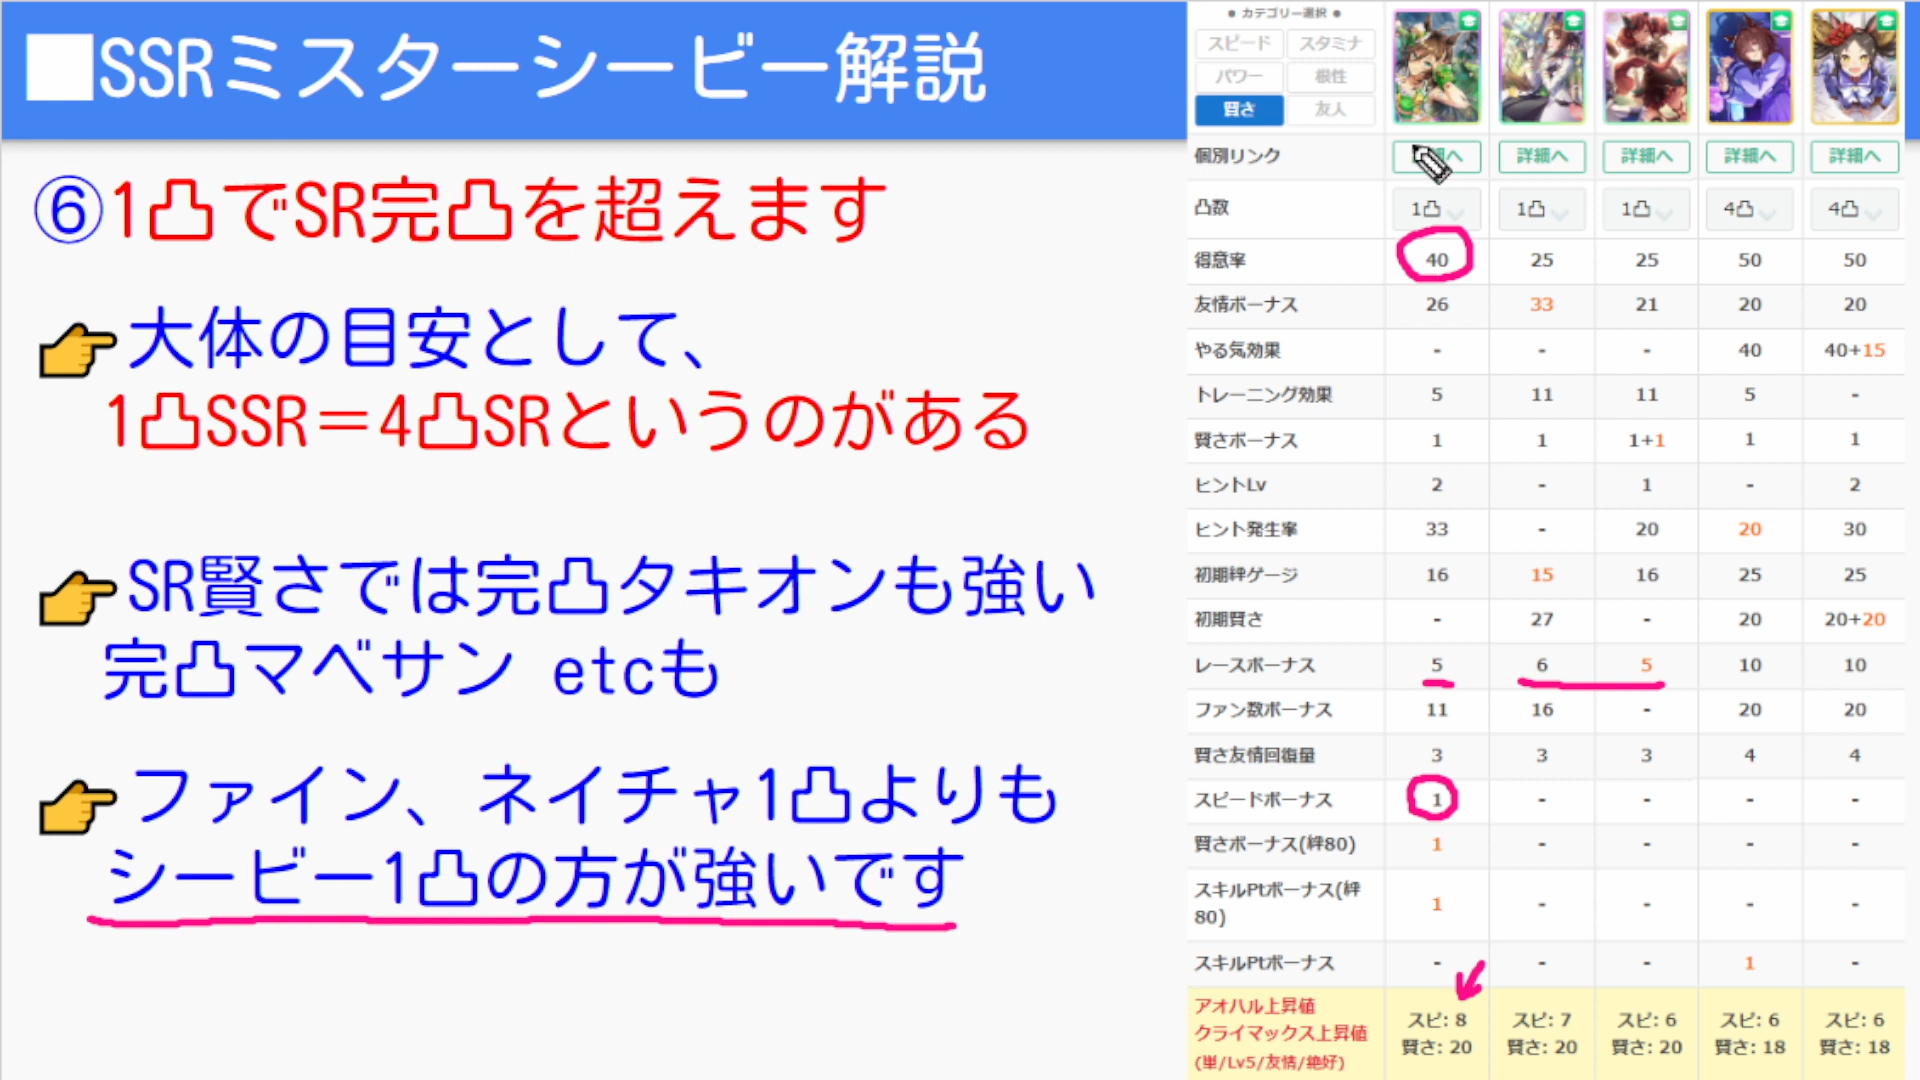 ■SSRミスターシービー解説
⑥1凸でSR完凸を超えます
👉大体の目安として、
1凸SSR＝4凸SRというのがある
👉SR賢さでは完凸タキオンも強い
完凸マベサン etcも
👉ファイン、ネイチャ1凸よりも
シービー1凸の方が強いです
● カテゴリー選択 ●
スピード スタミナ
パワー 根性
賢さ 友人
個別リンク へ 詳細へ 詳細へ 詳細へ 詳細へ
凸数 1凸 1凸 1凸 4凸 4凸
得意率 40 25 25 50 50
友情ボーナス 26 33 21 20 20
やる気効果 - - - 40 40+15
トレーニング効果 5 11 11 5 -
賢さボーナス 1 1 1+1 1 1
ヒントLv 2 - 1 - 2
ヒント発生率 33 - 20 20 30
初期絆ゲージ 16 15 16 25 25
初期賢さ - 27 - 20 20+20
レースボーナス 5 6 5 10 10
ファン数ボーナス 11 16 - 20 20
賢さ友情回復量 3 3 3 4 4
スピードボーナス 1 - - - -
賢さボーナス(絆80) 1 - - - -
スキルPtボーナス(絆
80) 1 - - - -
スキルPtボーナス - - - 1 -
アオハル上昇値
クライマックス上昇値
(単/Lv5/友情/絶好)
スピ: 8 スピ: 7 スピ: 6 スピ: 6 スピ: 6
賢さ: 20 賢さ: 20 賢さ: 20 賢さ: 18 賢さ: 18